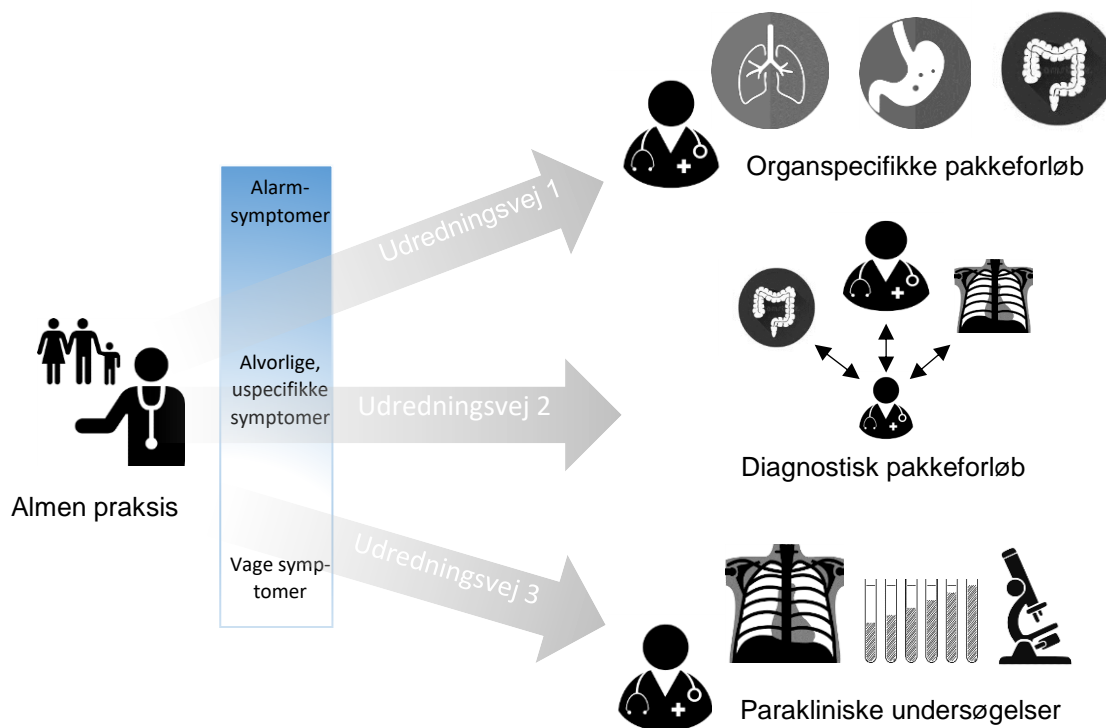 Organspecifikke pakkeforløb
Alarm-
symptomer
Udredningsvej 1
Alvorlige,
uspecifikke
symptomer
Udredningsvej 2
Diagnostisk pakkeforløb
Almen praksis
Vage symp-
tomer
Udredningsvej 3
Parakliniske undersøgelser